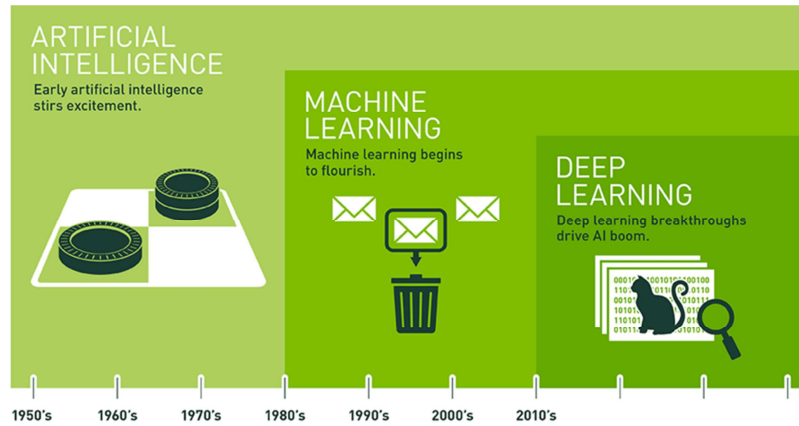 ARTIFICIAL
INTELLIGENCE
Early artificial intelligence
stirs excitement.
MACHINE
LEARNING
Machine learning begins
to flourish.
DEEP
LEARNING
Deep learning breakthroughs
drive AI boom.
1950's
1960's
1970's
1980's
1990's
2000's
2010's